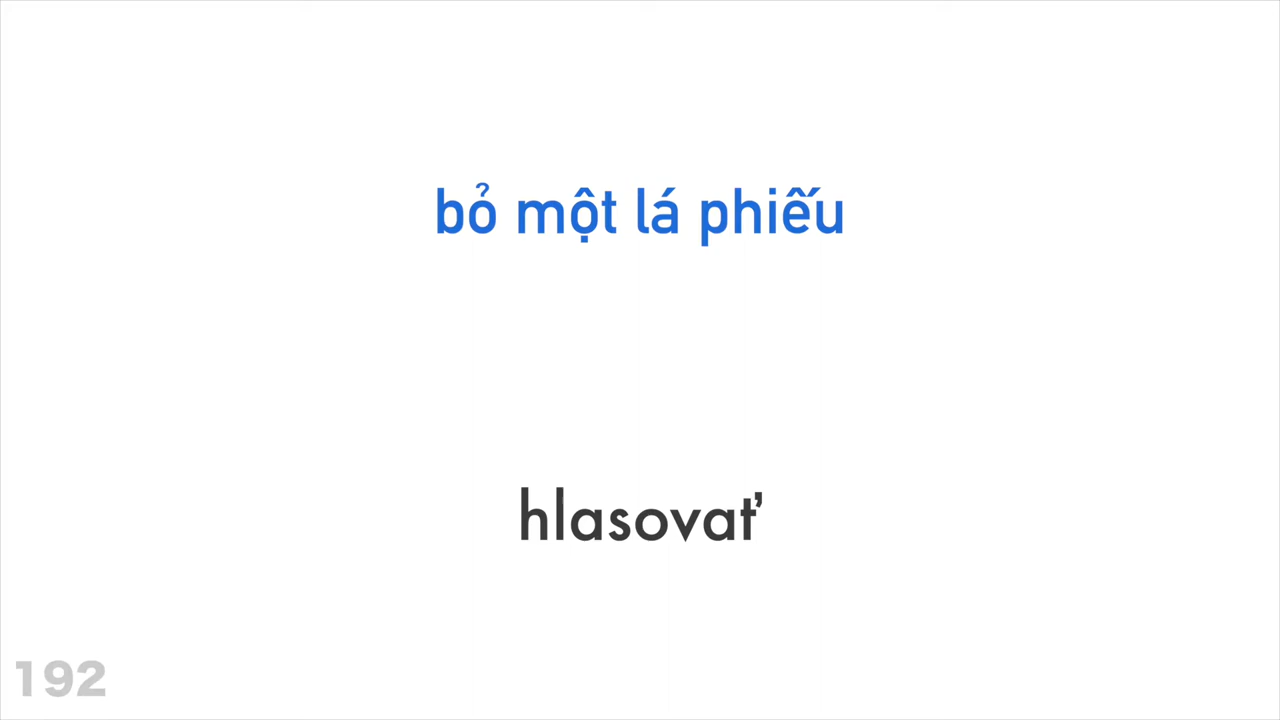 bỏ một lá phiếu
hlasovať
192